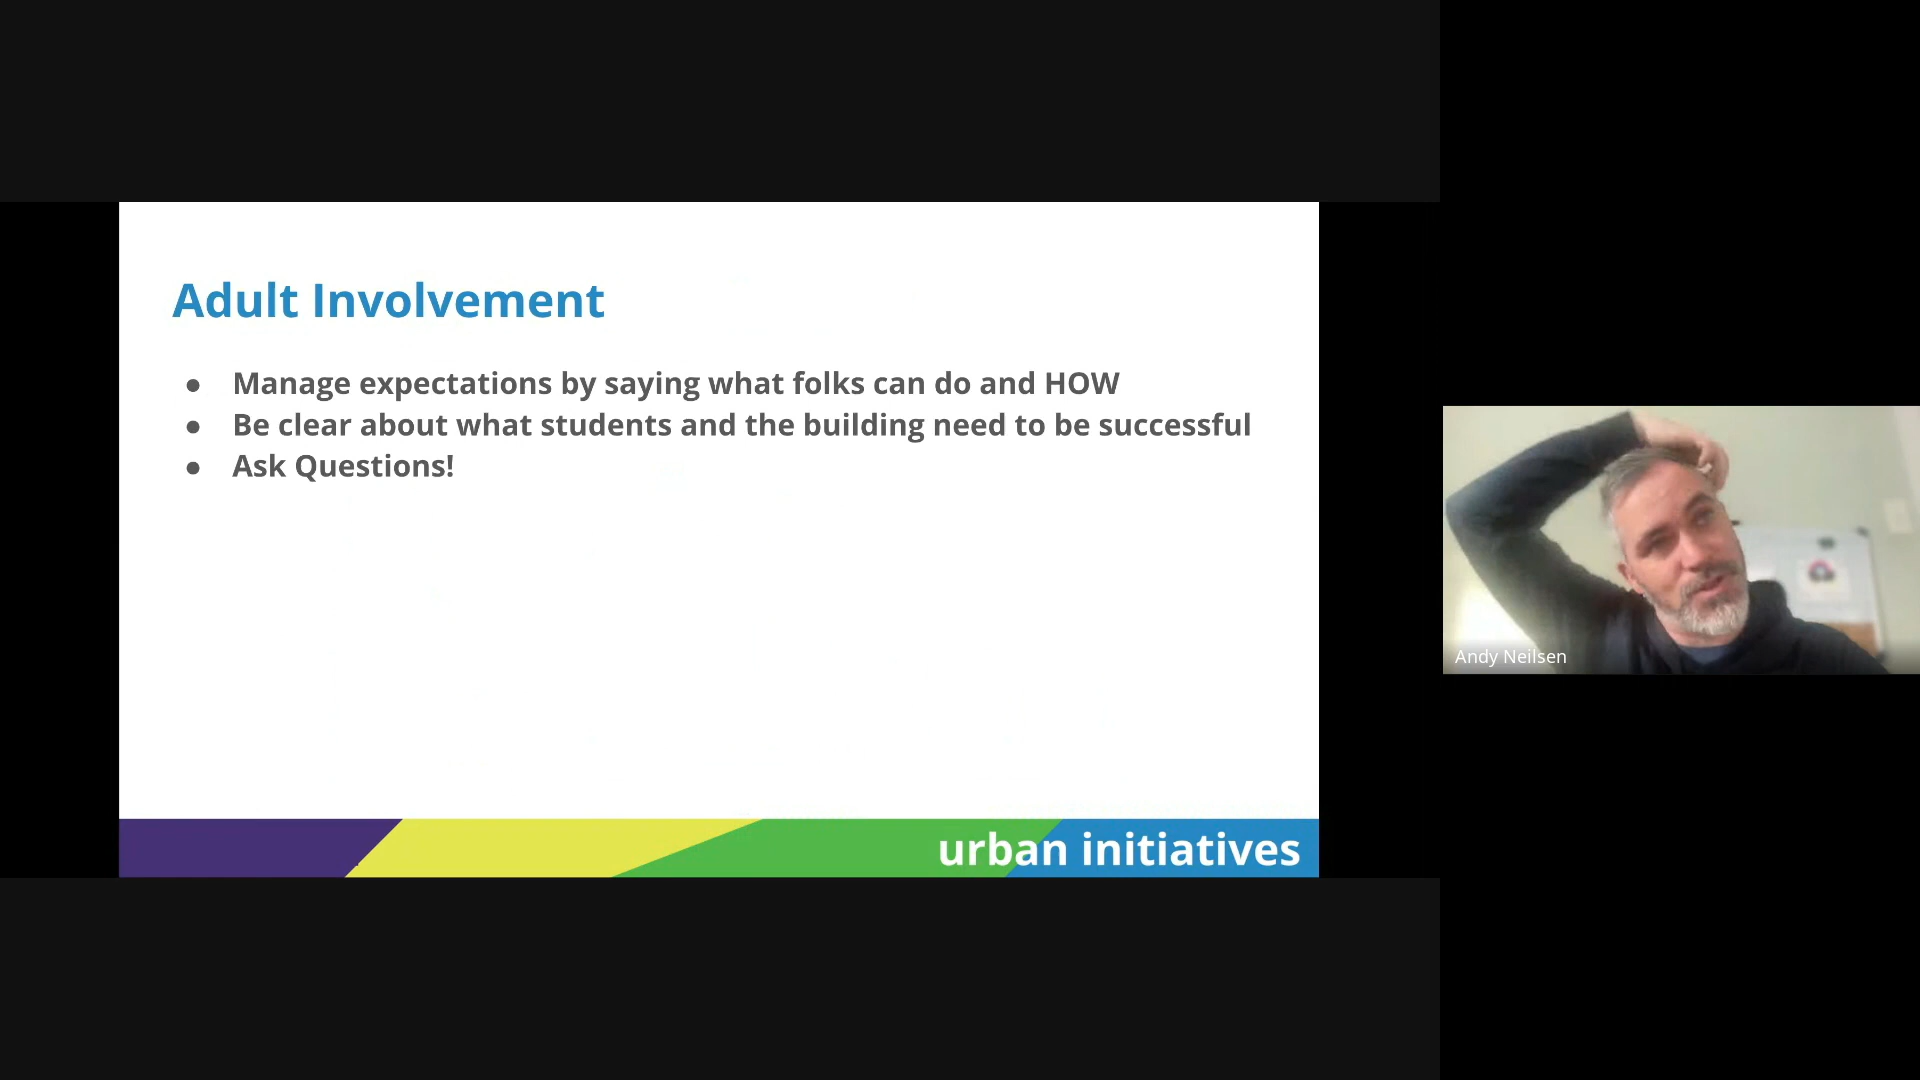 Adult Involvement
● Manage expectations by saying what folks can do and HOW
● Be clear about what students and the building need to be successful
● Ask Questions!
urban initiatives
Andy Neilsen